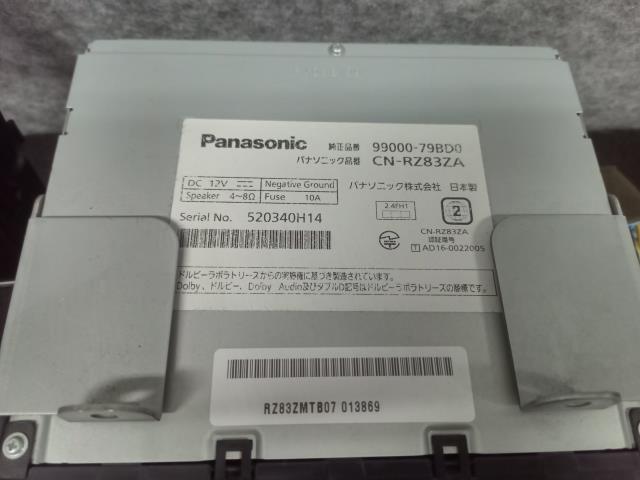 Panasonic 純正品番 99000-79BD0
パナソニック品番 CN-RZ83ZA
DC 12V Negative Ground
Speaker 4~8Ω Fuse 10A
パナソニック株式会社 日本製
Serial No. 520340H14
2.4FH1
2
CN-RZ83ZA
認証番号
T AD16-0022005
ドルビーラボラトリーズからの実施権に基づき製造されています。
Dolby、ドルビー、Dolby Audio及びダブルD記号はドルビーラボラトリーズの商標です。
RZ83ZMTB07 013869